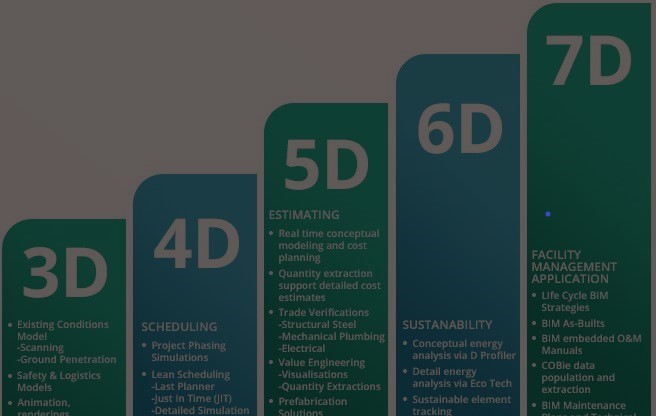 3D
• Existing Conditions
Model
-Scanning
-Ground Penetration
• Safety & Logistics
Models
• Animation,
renderings,
4D
SCHEDULING
• Project Phasing
Simulations
• Lean Scheduling
-Last Planner
-Just in Time (JIT)
-Detailed Simulation
5D
ESTIMATING
• Real time conceptual
modeling and cost
planning
• Quantity extraction
support detailed cost
estimates
• Trade Verifications
-Structural Steel
-Mechanical Plumbing
-Electrical
• Value Engineering
-Visualisations
-Quantity Extractions
• Prefabrication
Solutions
6D
SUSTANABILITY
• Conceptual energy
analysis via D Profiler
• Detail energy
analysis via Eco Tech
• Sustainable element
tracking
7D
FACILITY
MANAGEMENT
APPLICATION
• Life Cycle BIM
Strategies
• BIM As-Builts
• BIM embedded O&M
Manuals
• COBie data
population and
extraction
• BIM Maintenance
Plans and Technical